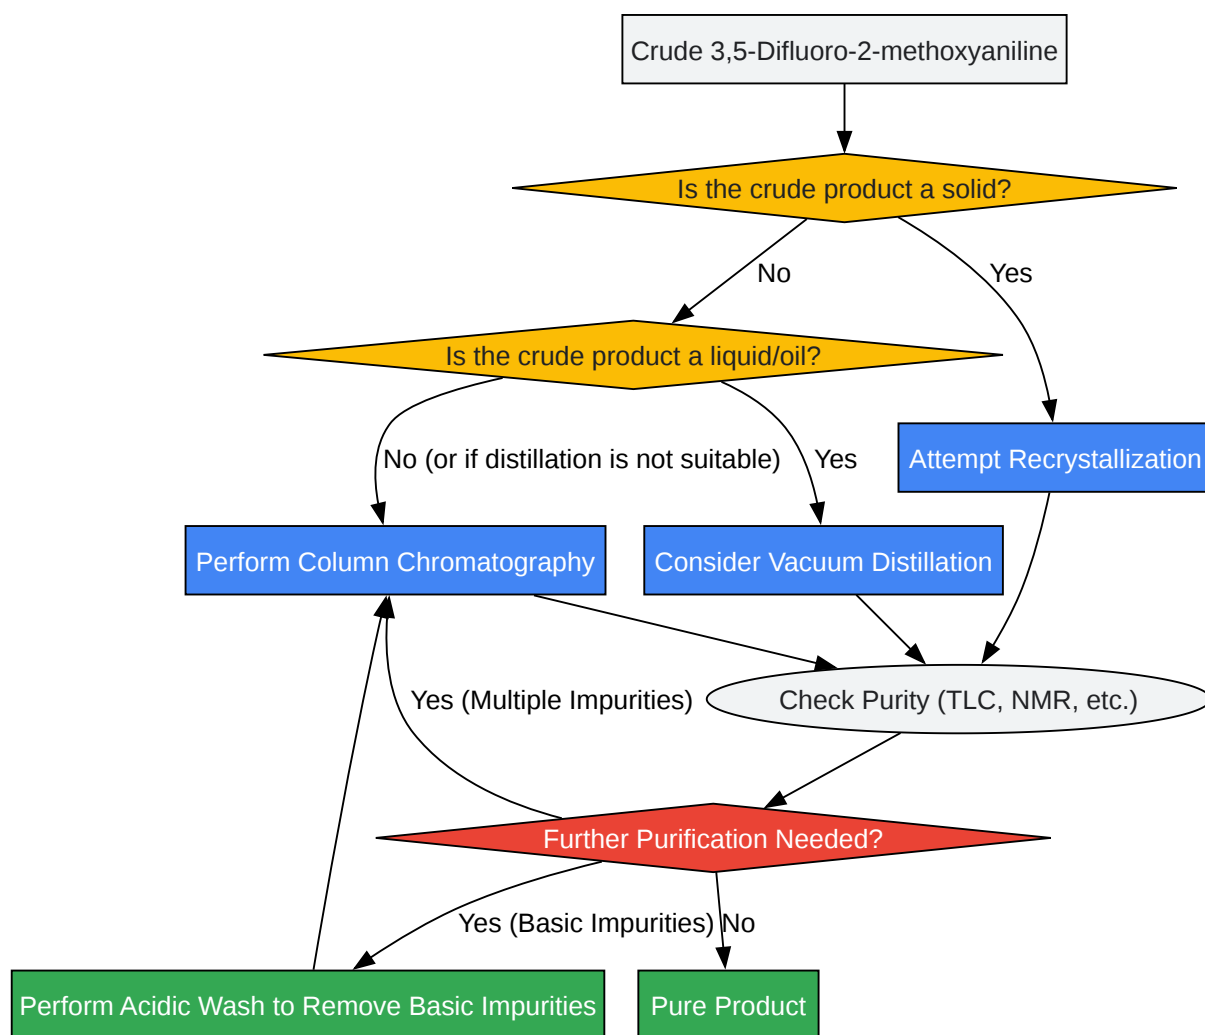 Crude 3,5-Difluoro-2-methoxyaniline
Is the crude product a solid?
No
Yes
Is the crude product a liquid/oil?
No (or if distillation is not suitable)
Yes
Attempt Recrystallization
Perform Column Chromatography
Consider Vacuum Distillation
Yes (Multiple Impurities)
Check Purity (TLC, NMR, etc.)
Further Purification Needed?
Yes (Basic Impurities)
No
Perform Acidic Wash to Remove Basic Impurities
Pure Product